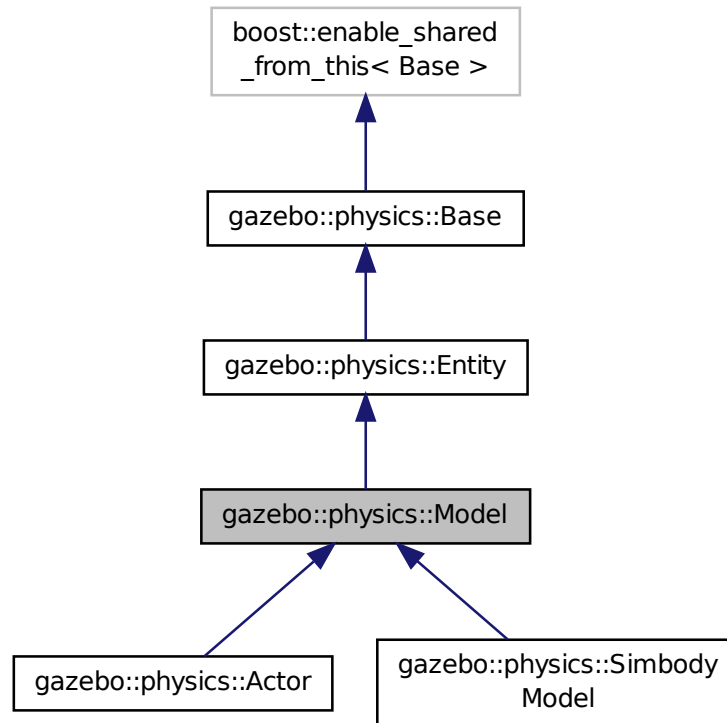 boost::enable_shared
_from_this< Base >
gazebo::physics::Base
gazebo::physics::Entity
gazebo::physics::Model
gazebo::physics::Actor
gazebo::physics::Simbody
Model